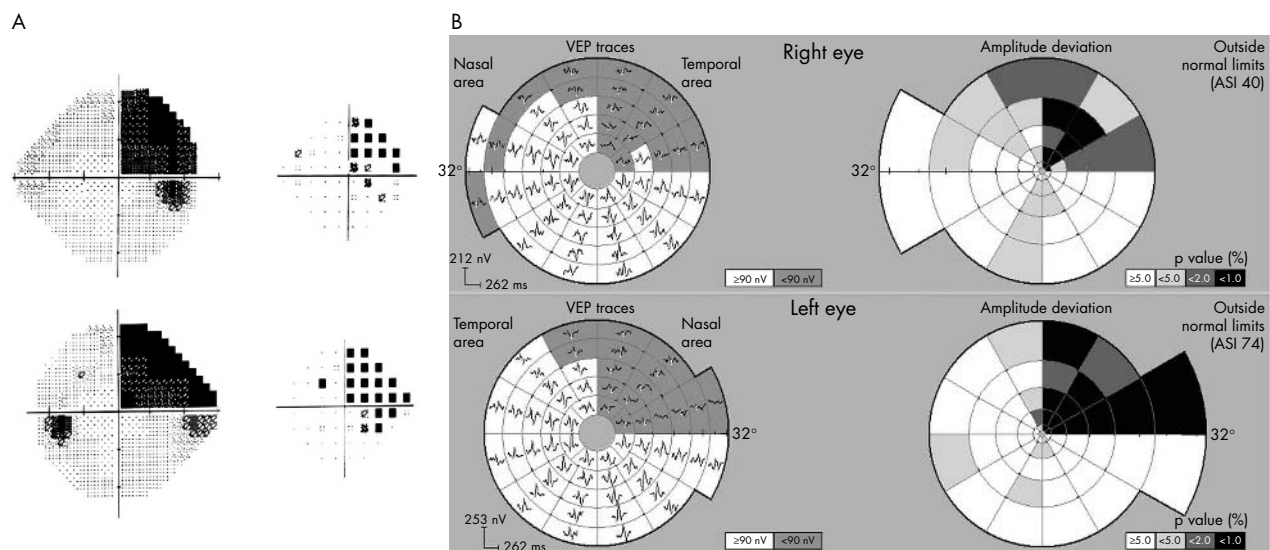 A
B
VEP traces
Right eye
Amplitude deviation
Outside
normal limits
(ASI 40)
Nasal
area
Temporal
area
32°
32°
212 nV
262 ms
≥90 nV
<90 nV
p value (%)
≥5.0
<5.0
<2.0
<1.0
VEP traces
Left eye
Amplitude deviation
Outside
normal limits
(ASI 74)
Temporal
area
Nasal
area
32°
32°
253 nV
262 ms
≥90 nV
<90 nV
p value (%)
≥5.0
<5.0
<2.0
<1.0